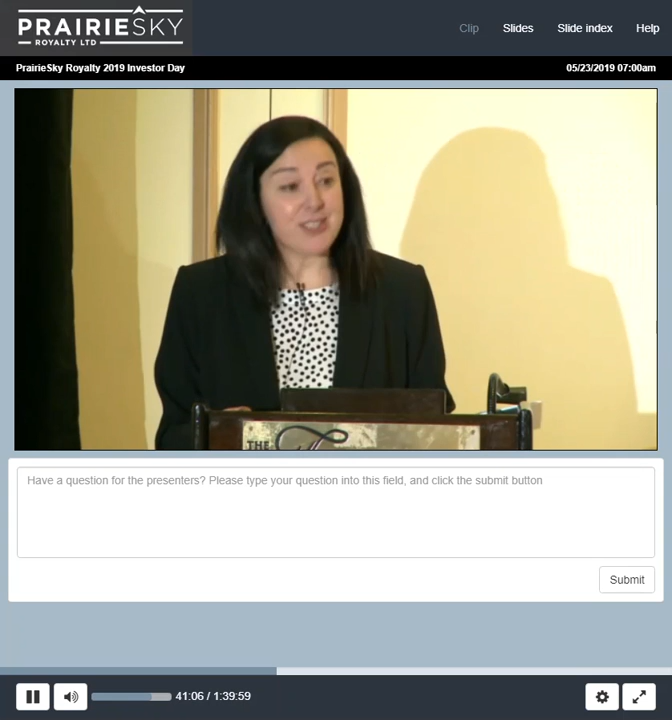 PRAIRIESKY
ROYALTY LTD
Clip Slides Slide index Help
PrairieSky Royalty 2019 Investor Day 05/23/2019 07:00am
THE
Have a question for the presenters? Please type your question into this field, and click the submit button
Submit
41:06 / 1:39:59